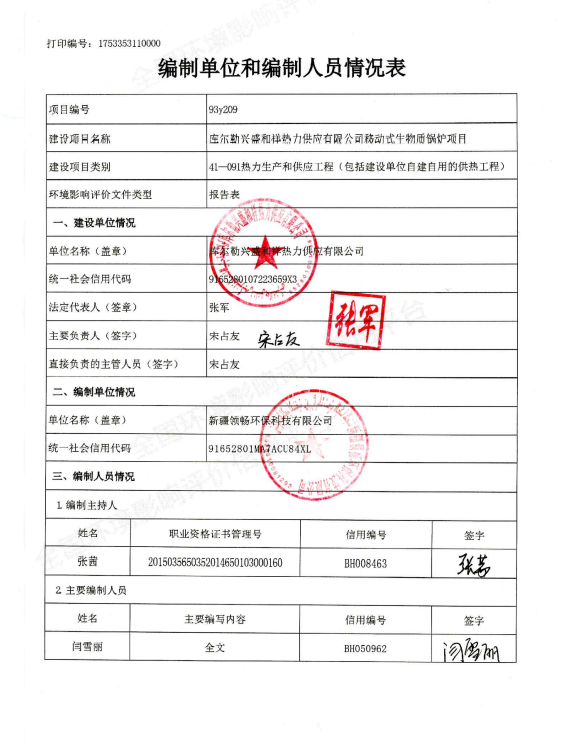 打印编号：1753353110000
编制单位和编制人员情况表
项目编号 93y209
建设项目名称 库尔勒兴盛和祥热力供应有限公司移动式生物质锅炉项目
建设项目类别 41—091热力生产和供应工程（包括建设单位自建自用的供热工程）
环境影响评价文件类型 报告表
一、建设单位情况
单位名称（盖章） 库尔勒兴盛和祥热力供应有限公司
统一社会信用代码 9165280107223659X3
法定代表人（签章） 张军 张军
主要负责人（签字） 宋占友 宋占友
直接负责的主管人员（签字） 宋占友
二、编制单位情况
单位名称（盖章） 新疆领畅环保科技有限公司
统一社会信用代码 91652801MA7ACU84XL
三、编制人员情况
1.编制主持人
姓名 职业资格证书管理号 信用编号 签字
张茜 2015035650352014650103000160 BH008463 张茜
2.主要编制人员
姓名 主要编写内容 信用编号 签字
闫雪丽 全文 BH050962 闫雪丽